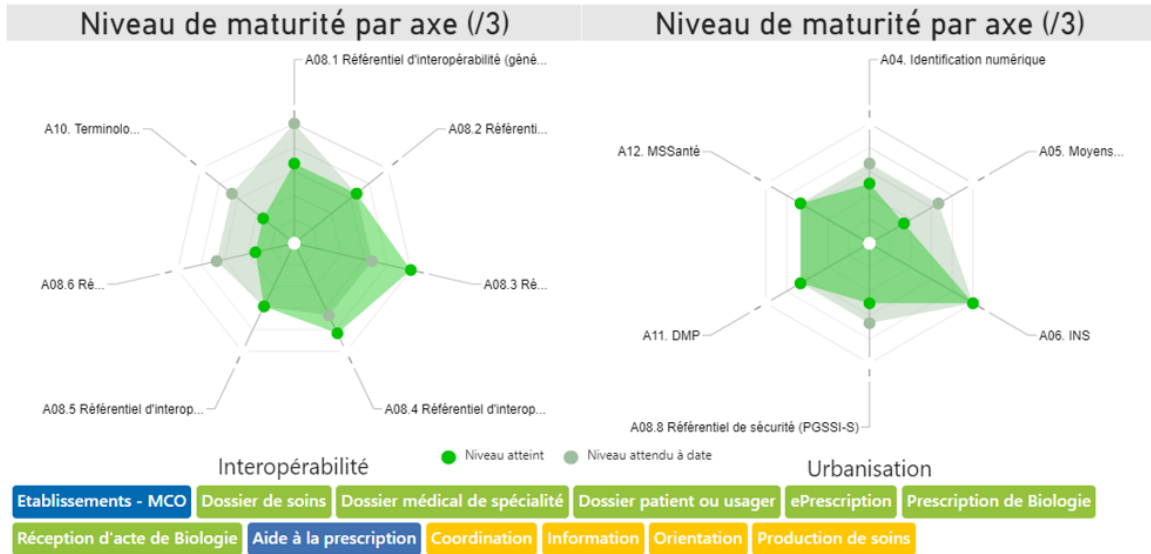 Niveau de maturité par axe (/3)
Niveau de maturité par axe (/3)
A08.1 Référentiel d'interopérabilité (géné...
A10. Terminolo...
A08.2 Référenti...
A08.6 Ré...
A08.3 Ré...
A08.5 Référentiel d'interop...
A08.4 Référentiel d'interop...
A04. Identification numérique
A12. MSSanté
A05. Moyens...
A11. DMP
A06. INS
A08.8 Référentiel de sécurité (PGSSI-S)
Niveau atteint
Niveau attendu à date
Interopérabilité
Urbanisation
Etablissements - MCO
Dossier de soins
Dossier médical de spécialité
Dossier patient ou usager
ePrescription
Prescription de Biologie
Réception d'acte de Biologie
Aide à la prescription
Coordination
Information
Orientation
Production de soins